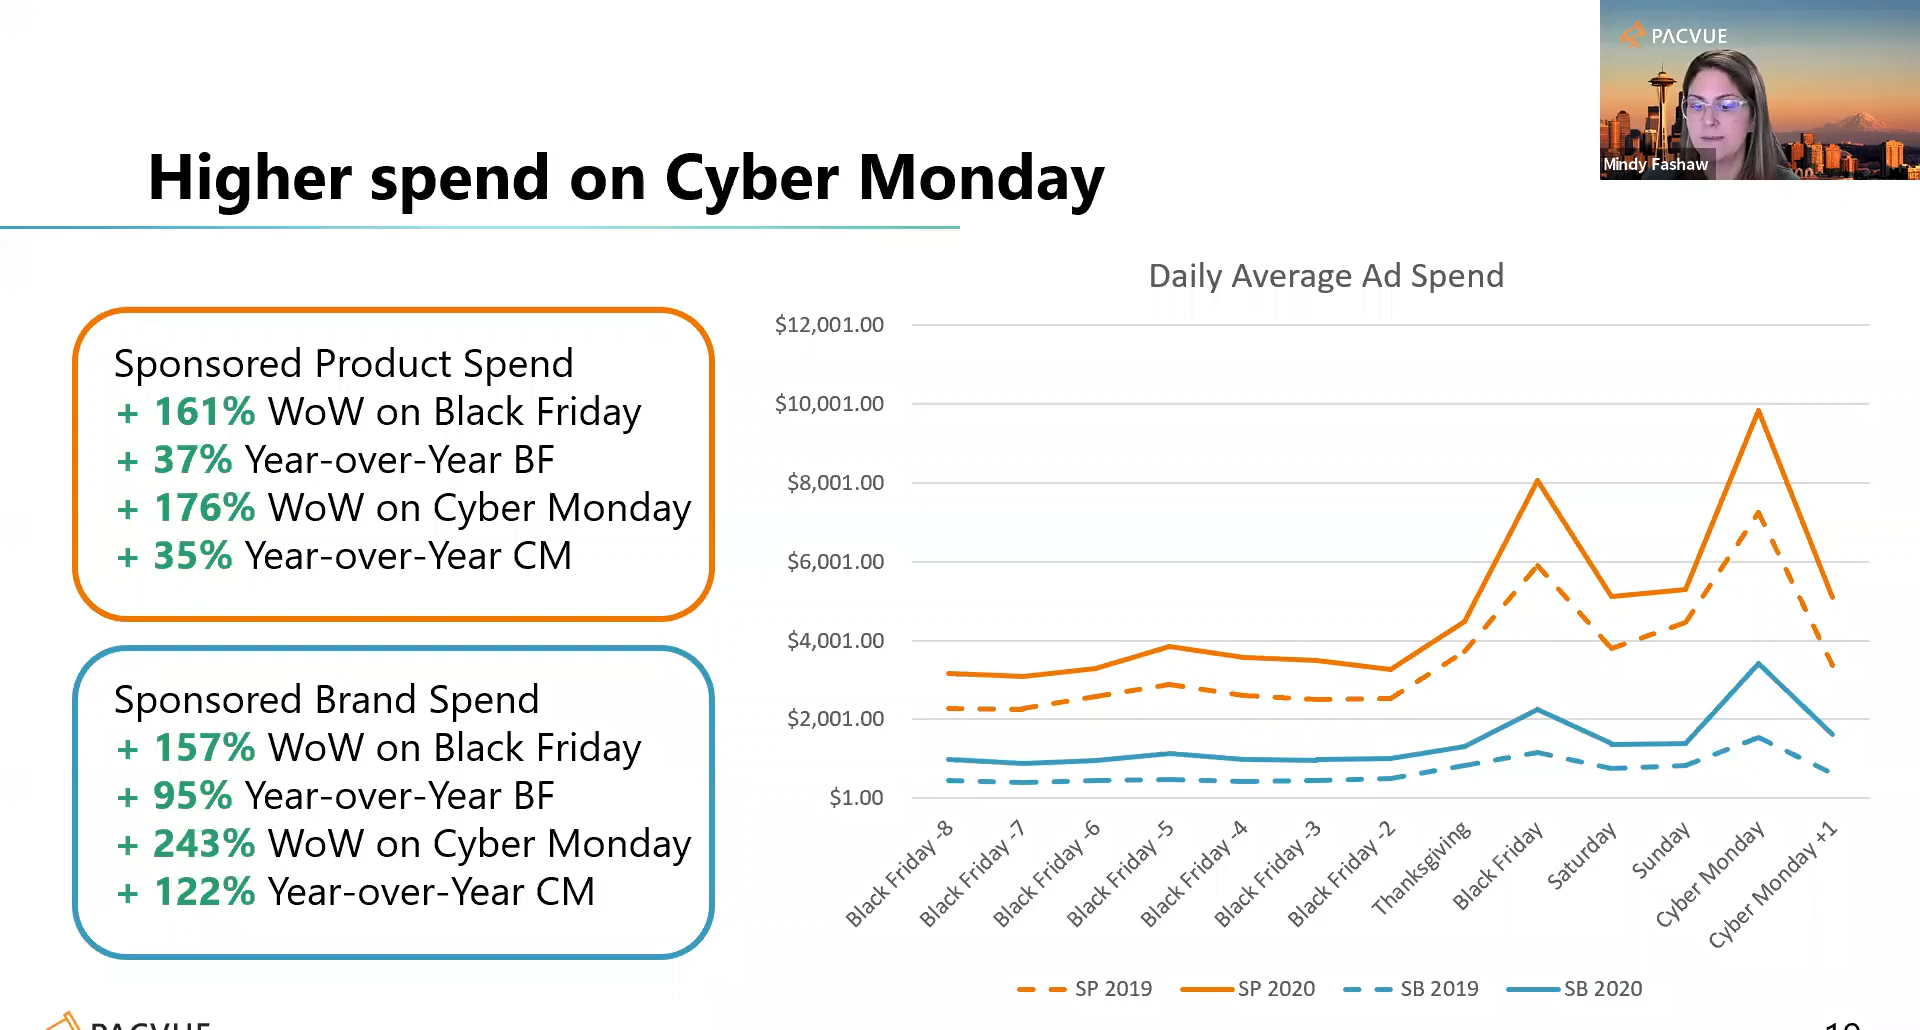 PACVUE
Mindy Fashaw
Higher spend on Cyber Monday
Sponsored Product Spend
+ 161% WoW on Black Friday
+ 37% Year-over-Year BF
+ 176% WoW on Cyber Monday
+ 35% Year-over-Year CM
Sponsored Brand Spend
+ 157% WoW on Black Friday
+ 95% Year-over-Year BF
+ 243% WoW on Cyber Monday
+ 122% Year-over-Year CM
Daily Average Ad Spend
$12,001.00
$10,001.00
$8,001.00
$6,001.00
$4,001.00
$2,001.00
$1.00
Black Friday -8
Black Friday -7
Black Friday -6
Black Friday -5
Black Friday -4
Black Friday -3
Black Friday -2
Thanksgiving
Black Friday
Saturday
Sunday
Cyber Monday
Cyber Monday +1
SP 2019
SP 2020
SB 2019
SB 2020
PACVUE